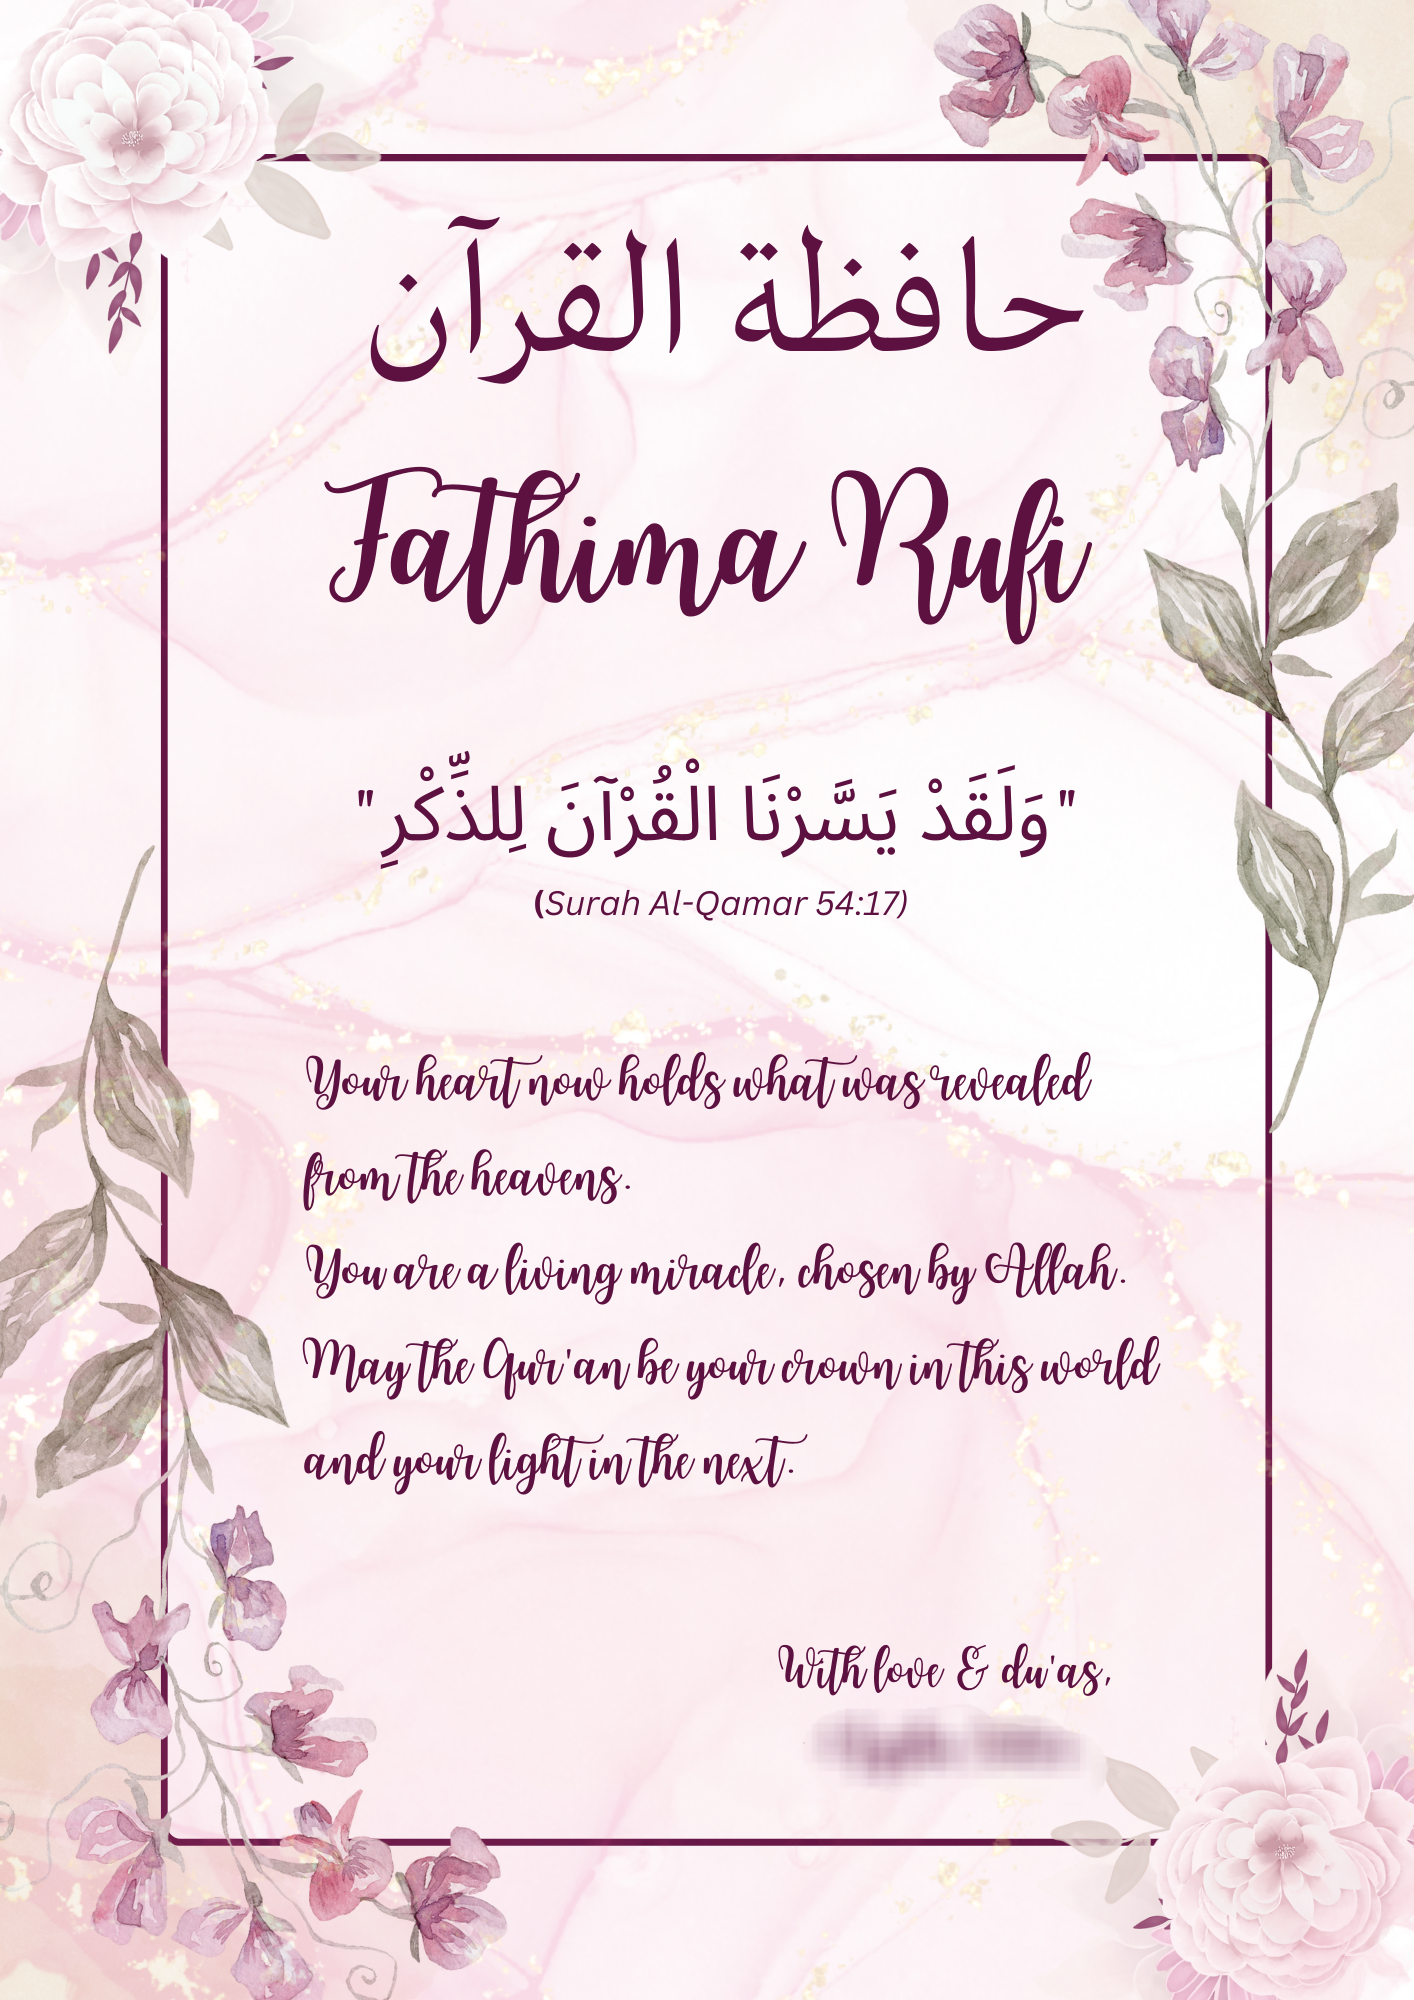 حافظة القرآن
Fathima Rufi
"وَلَقَدْ يَسَّرْنَا الْقُرْآنَ لِلذِّكْرِ"
(Surah Al-Qamar 54:17)
Your heart now holds what was revealed
from the heavens.
You are a living miracle, chosen by Allah.
May the Qur'an be your crown in this world
and your light in the next.
With love & du'as,